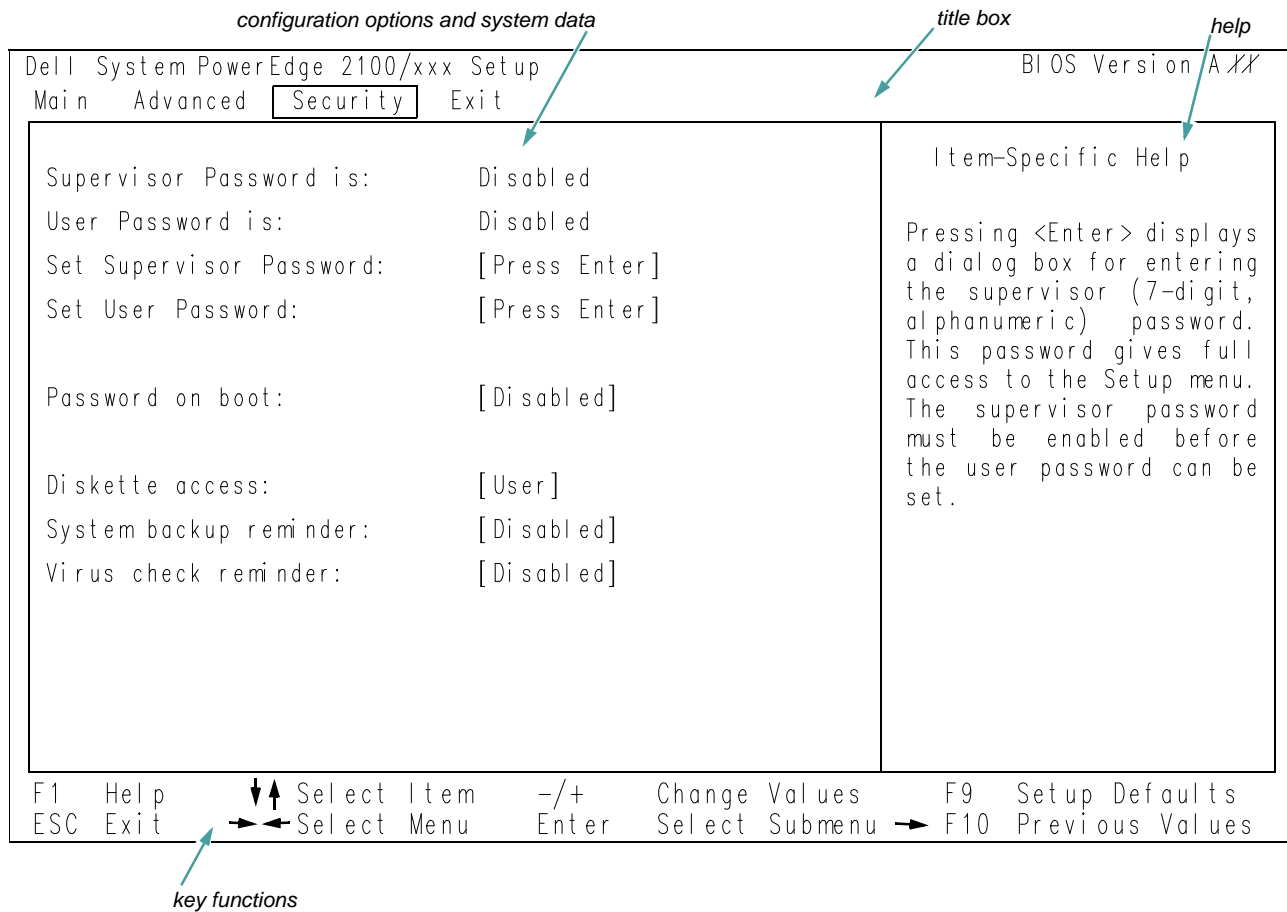 configuration options and system data
title box
help
Dell System PowerEdge 2100/xxx Setup BIOS Version AXX
Main Advanced Security Exit
Supervisor Password is: Disabled
User Password is: Disabled
Set Supervisor Password: [Press Enter]
Set User Password: [Press Enter]
Password on boot: [Disabled]
Diskette access: [User]
System backup reminder: [Disabled]
Virus check reminder: [Disabled]
Item-Specific Help
Pressing <Enter> displays
a dialog box for entering
the supervisor (7-digit,
alphanumeric) password.
This password gives full
access to the Setup menu.
The supervisor password
must be enabled before
the user password can be
set.
F1 Help ↓↑ Select Item -/+ Change Values F9 Setup Defaults
ESC Exit →← Select Menu Enter Select Submenu → F10 Previous Values
key functions